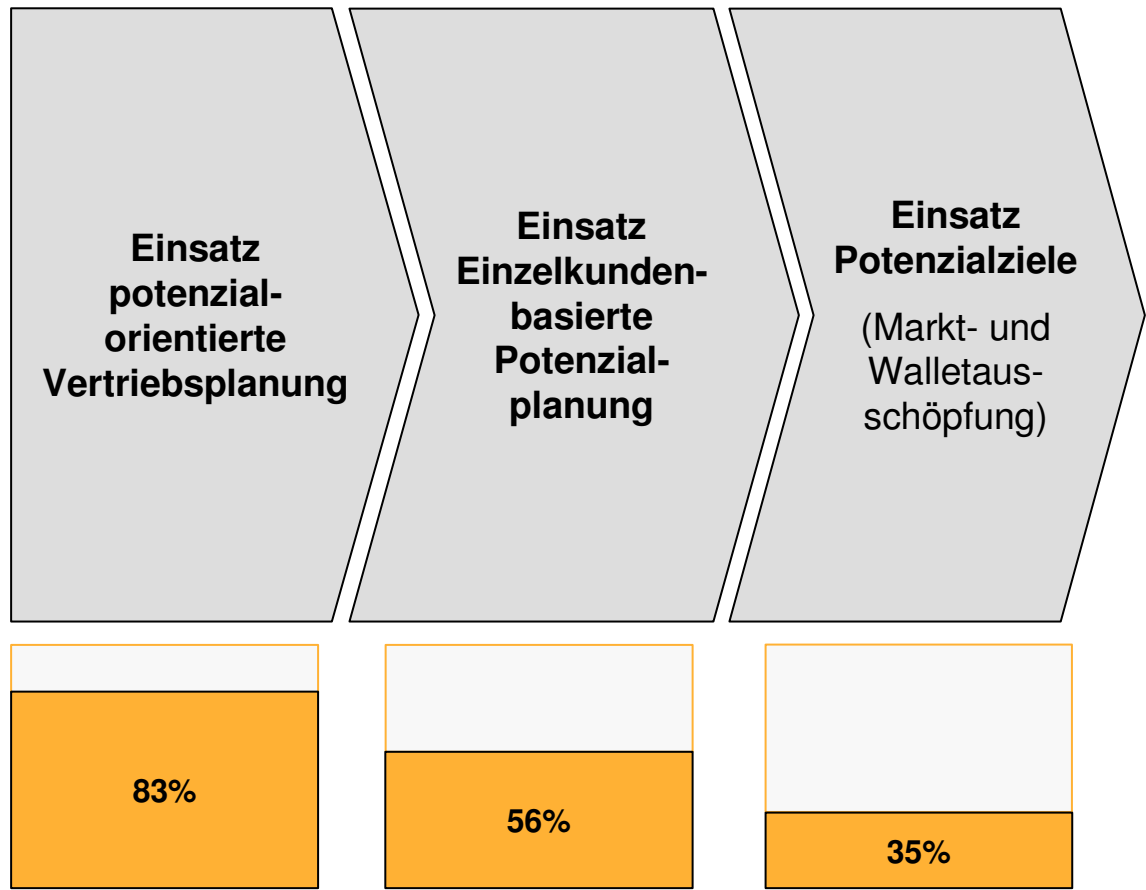 Einsatz
potenzial-
orientierte
Vertriebsplanung
Einsatz
Einzelkunden-
basierte
Potenzial-
planung
Einsatz
Potenzialziele
(Markt- und
Walletaus-
schöpfung)
83%
56%
35%